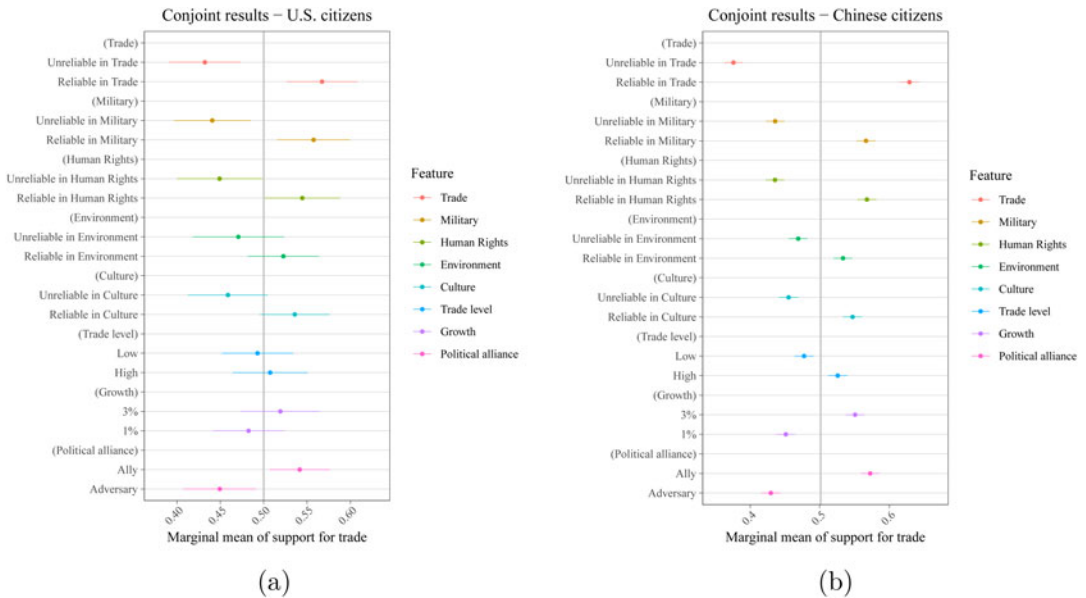 Conjoint results − U.S. citizens
(Trade)
Unreliable in Trade
Reliable in Trade
(Military)
Unreliable in Military
Reliable in Military
(Human Rights)
Unreliable in Human Rights
Reliable in Human Rights
(Environment)
Unreliable in Environment
Reliable in Environment
(Culture)
Unreliable in Culture
Reliable in Culture
(Trade level)
Low
High
(Growth)
3%
1%
(Political alliance)
Ally
Adversary
0.40 0.45 0.50 0.55 0.60
Marginal mean of support for trade
Feature
Trade
Military
Human Rights
Environment
Culture
Trade level
Growth
Political alliance
(a)
Conjoint results − Chinese citizens
(Trade)
Unreliable in Trade
Reliable in Trade
(Military)
Unreliable in Military
Reliable in Military
(Human Rights)
Unreliable in Human Rights
Reliable in Human Rights
(Environment)
Unreliable in Environment
Reliable in Environment
(Culture)
Unreliable in Culture
Reliable in Culture
(Trade level)
Low
High
(Growth)
3%
1%
(Political alliance)
Ally
Adversary
0.4 0.5 0.6
Marginal mean of support for trade
Feature
Trade
Military
Human Rights
Environment
Culture
Trade level
Growth
Political alliance
(b)